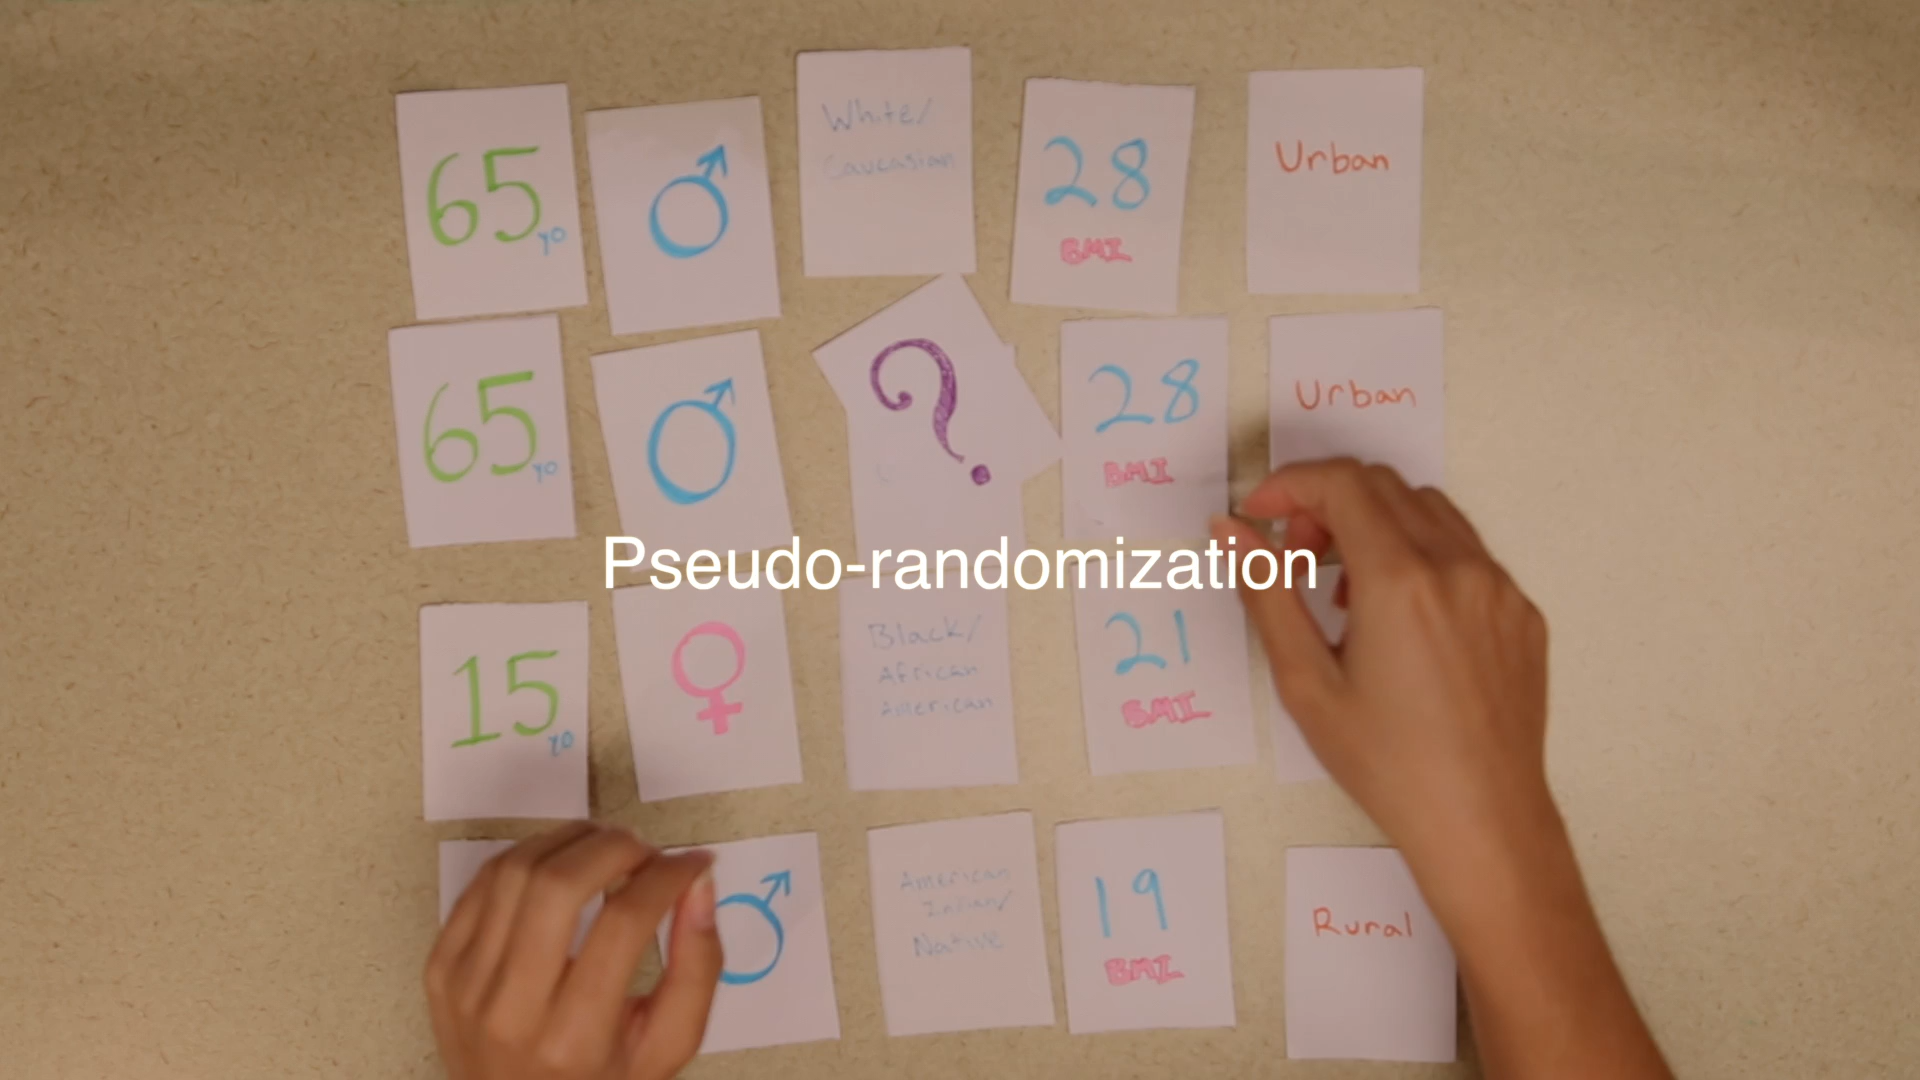 65 yo
♂
White/
Caucasian
28
BMI
Urban
65 yo
♂
?
28
BMI
Urban
Pseudo-randomization
15 yo
♀
Black/
African
American
21
BMI
♂
American
Indian/
Native
19
BMI
Rural